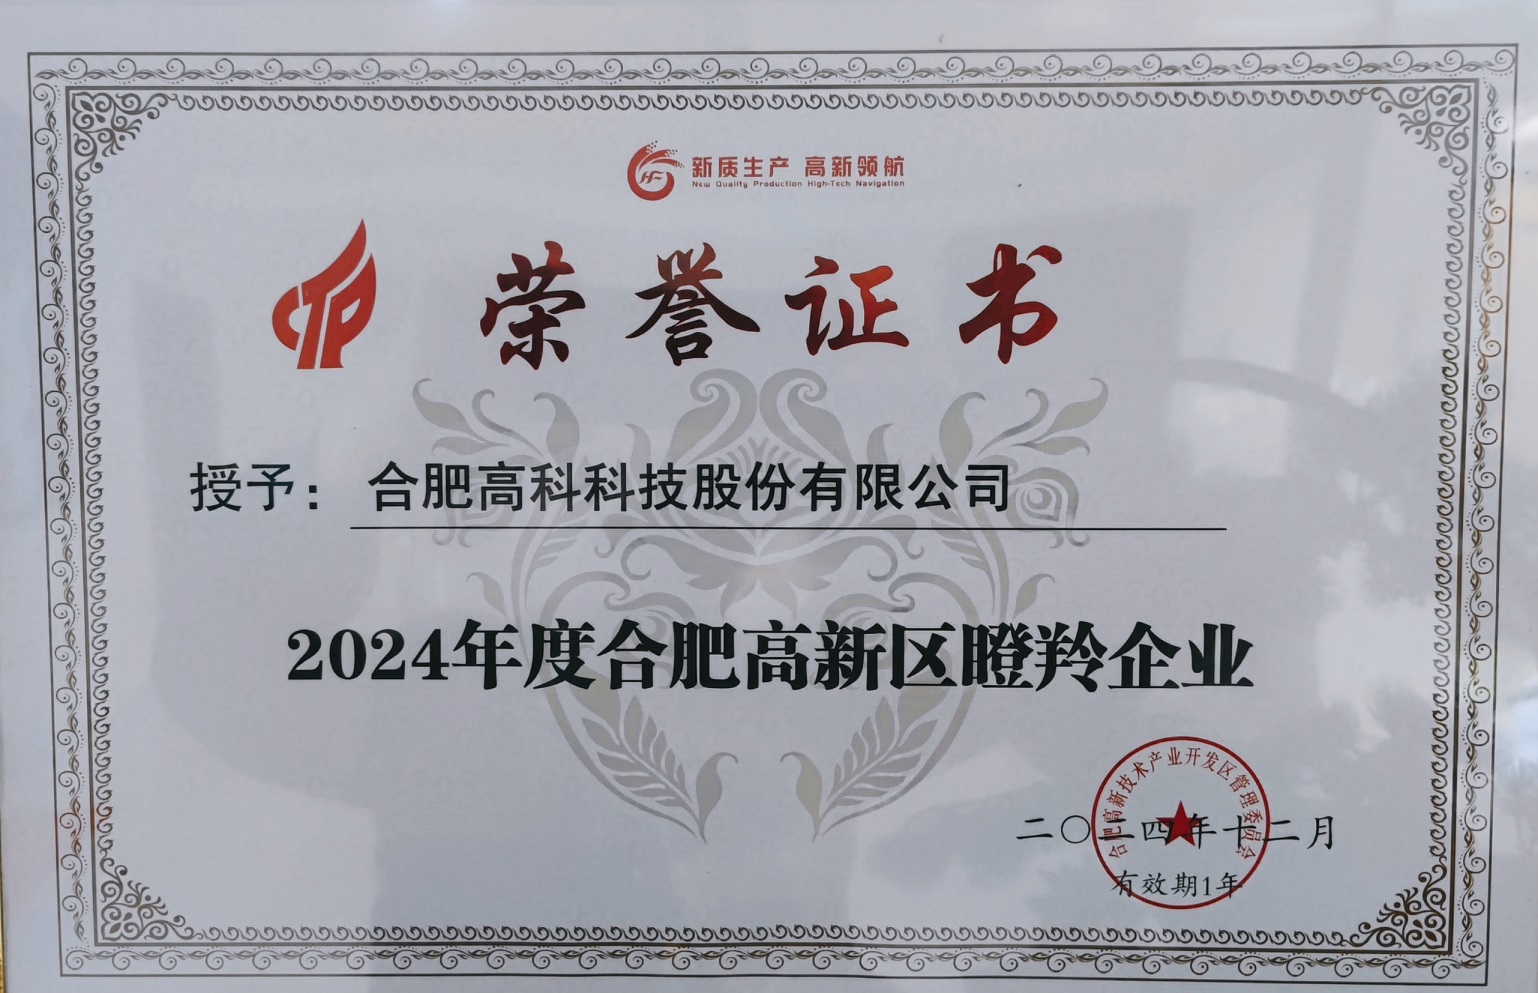 新质生产 高新领航
New Quality Production High-Tech Navigation
荣誉证书
授予：合肥高科科技股份有限公司
2024年度合肥高新区瞪羚企业
合肥高新技术产业开发区管理委员会
二〇二四年十二月
有效期1年